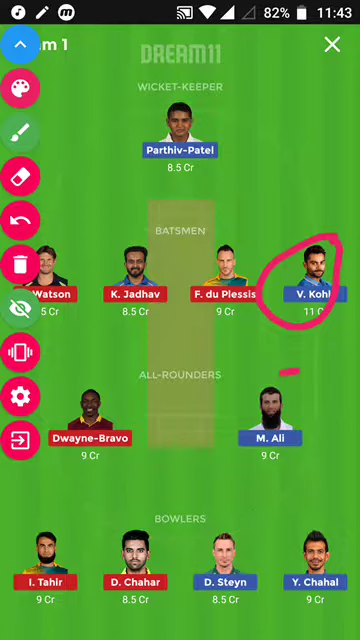 82% 11:43
m 1
DREAM11
WICKET-KEEPER
Parthiv-Patel
8.5 Cr
BATSMEN
Watson K. Jadhav F. du Plessis V. Kohl
5 Cr 8.5 Cr 9 Cr 11 C
ALL-ROUNDERS
Dwayne-Bravo M. Ali
9 Cr 9 Cr
BOWLERS
I. Tahir D. Chahar D. Steyn Y. Chahal
9 Cr 8.5 Cr 8.5 Cr 9 Cr